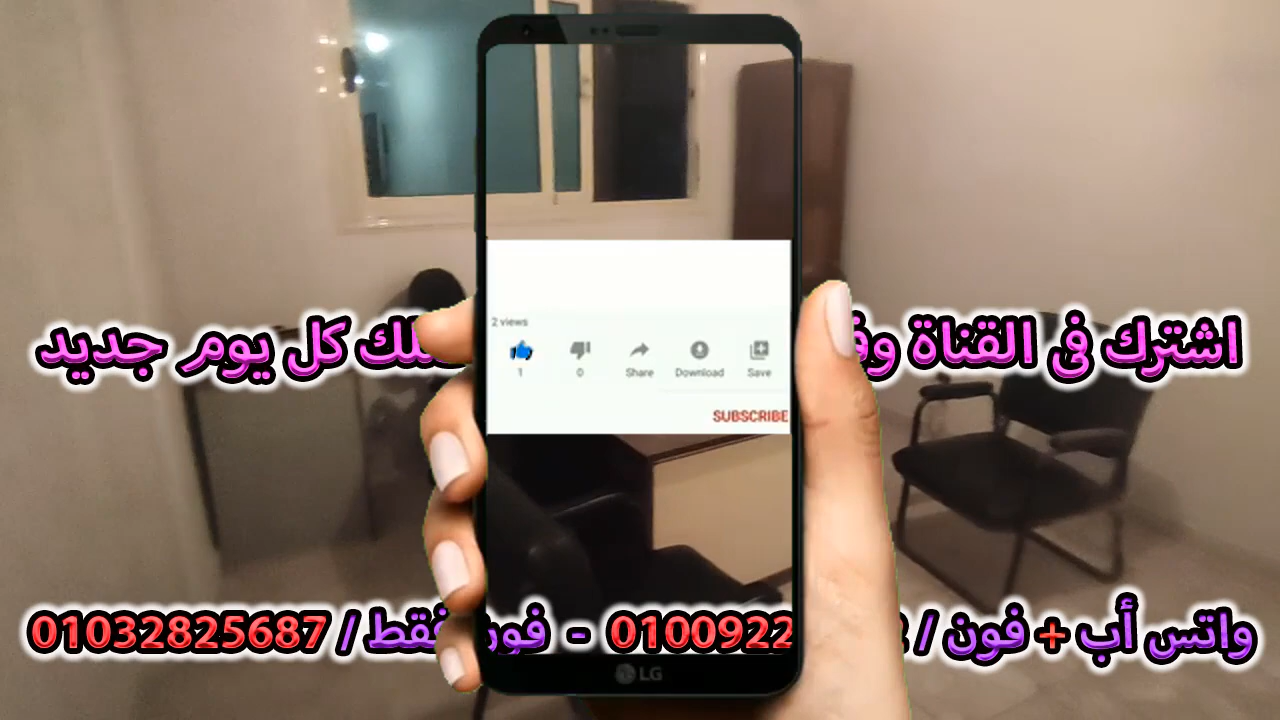 اشترك فى القناة كل يوم جديد
2 views
1 0 Share Download Save
SUBSCRIBE
واتس أب + فون / - فون فقط / 01032825687
LG